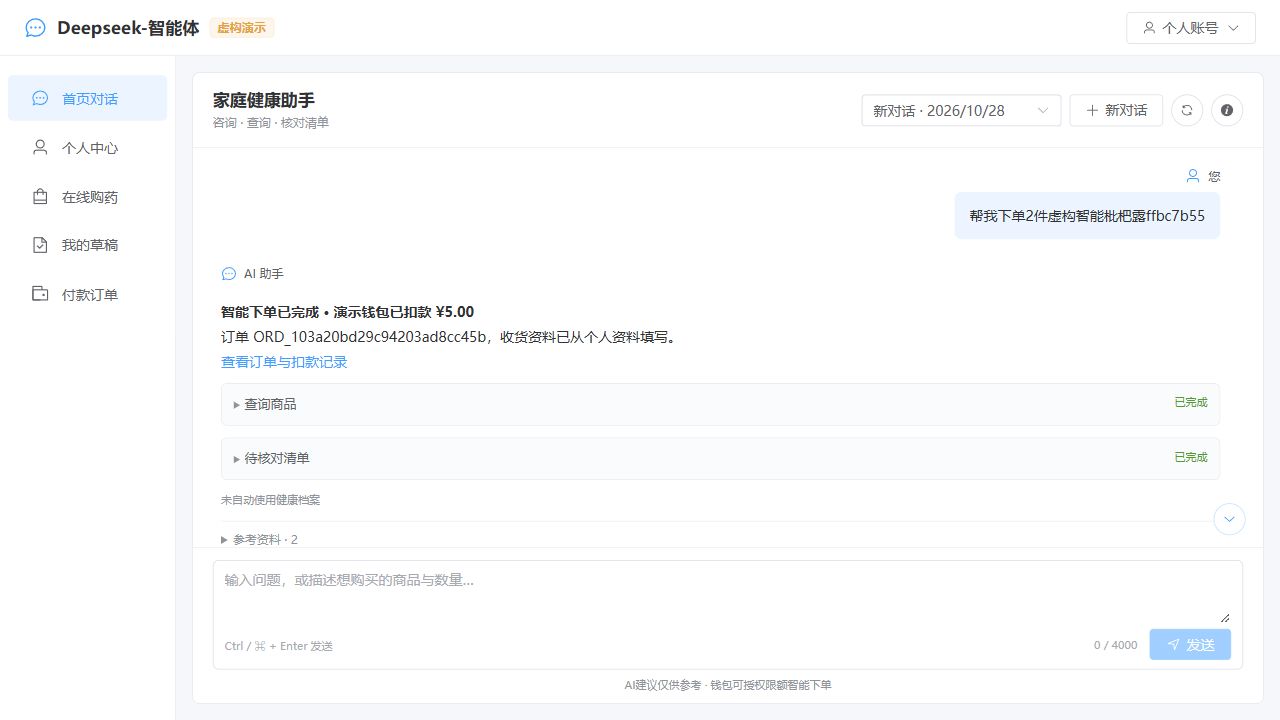 Deepseek-智能体
虚构演示
个人账号
首页对话
个人中心
在线购药
我的草稿
付款订单
家庭健康助手
咨询 · 查询 · 核对清单
新对话 · 2026/10/28
新对话
您
帮我下单2件虚构智能枇杷露ffbc7b55
AI 助手
智能下单已完成 • 演示钱包已扣款 ¥5.00
订单 ORD_103a20bd29c94203ad8cc45b，收货资料已从个人资料填写。
查看订单与扣款记录
查询商品
已完成
待核对清单
已完成
未自动使用健康档案
参考资料 · 2
输入问题，或描述想购买的商品与数量...
Ctrl / ⌘ + Enter 发送
0 / 4000
发送
AI建议仅供参考 · 钱包可授权限额智能下单